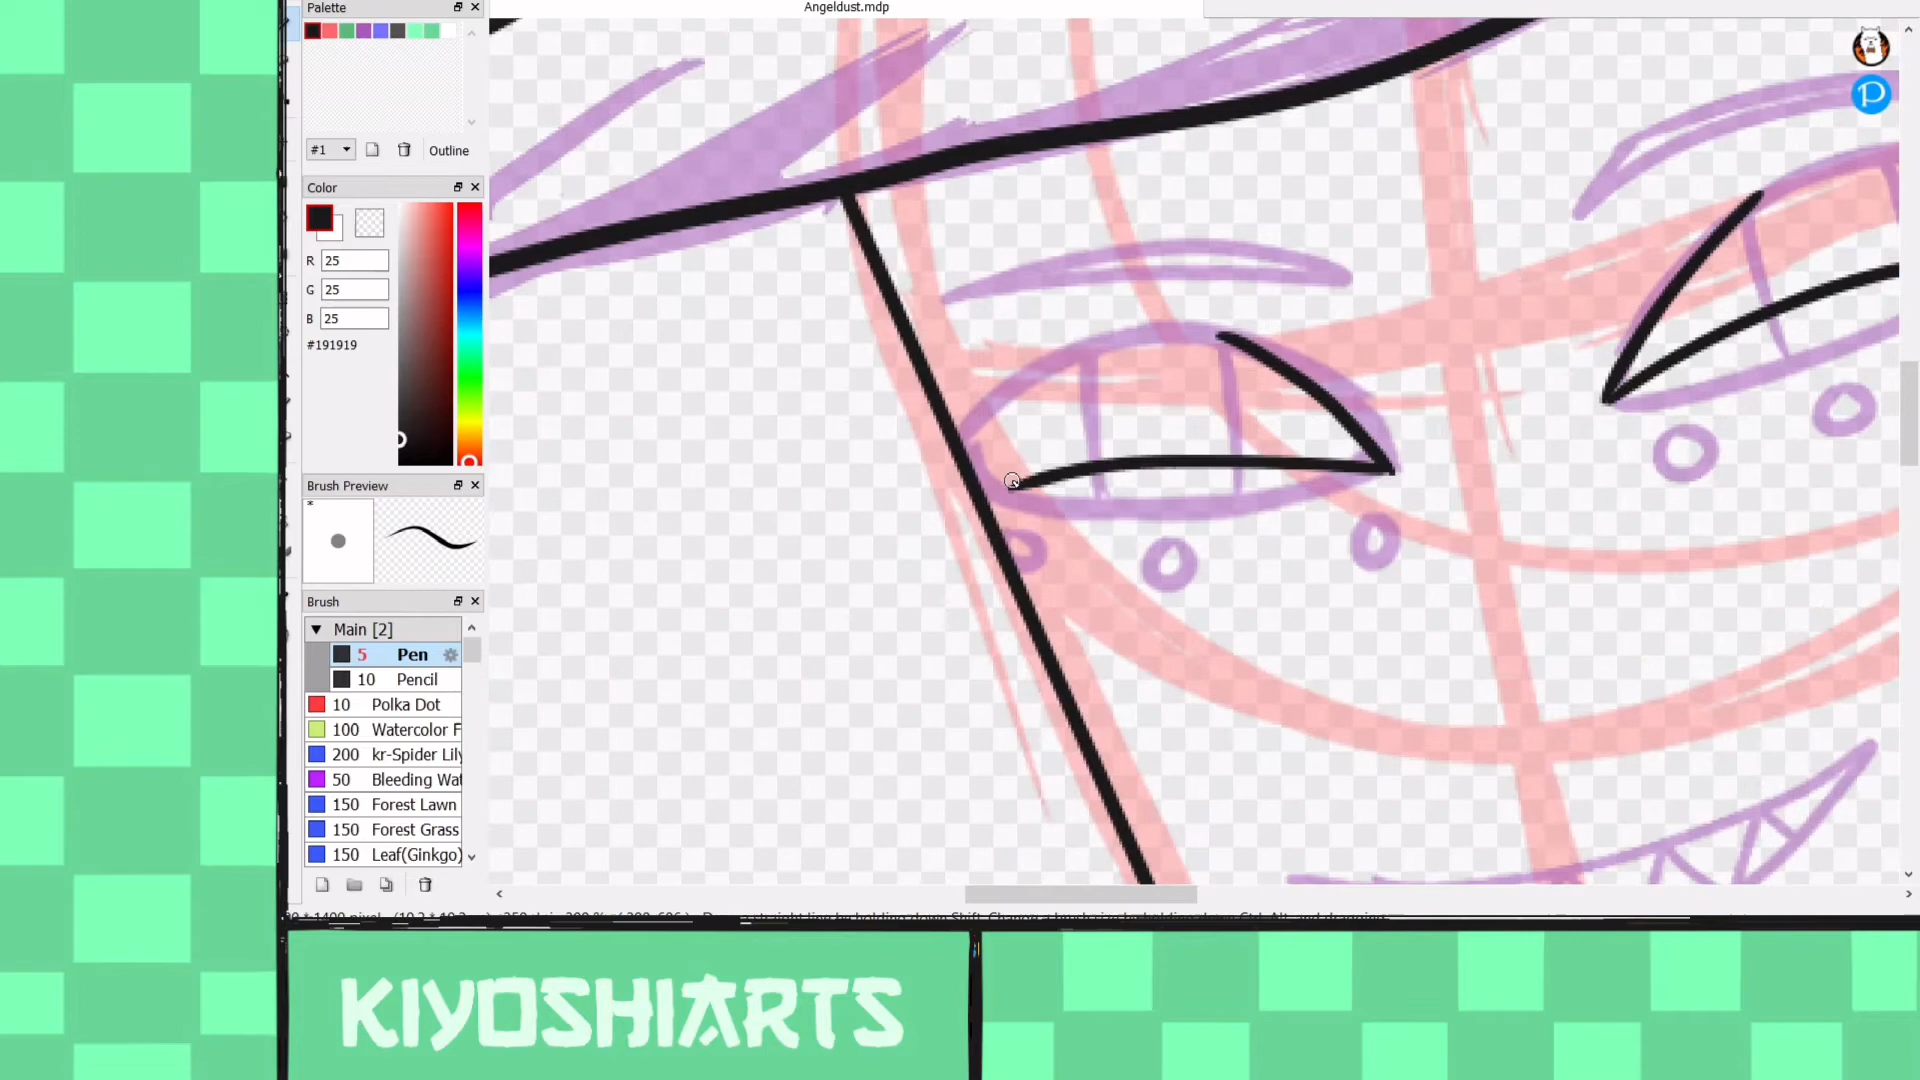 Palette
Angeldust.mdp
#1
Outline
Color
R 25
G 25
B 25
#191919
Brush Preview
*
Brush
Main [2]
5 Pen
10 Pencil
10 Polka Dot
100 Watercolor F
200 kr-Spider Lily
50 Bleeding Wat
150 Forest Lawn
150 Forest Grass
150 Leaf(Ginkgo)
KIYOSHIARTS